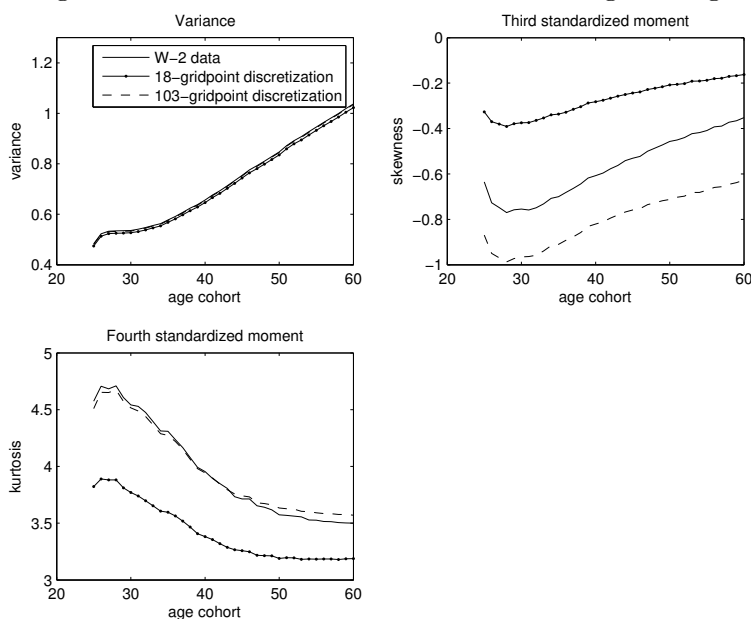 Variance
1.2
1
0.8
0.6
0.4
20 30 40 50 60
variance
age cohort
W−2 data
18−gridpoint discretization
103−gridpoint discretization
Third standardized moment
0
−0.2
−0.4
−0.6
−0.8
−1
20 30 40 50 60
skewness
age cohort
Fourth standardized moment
5
4.5
4
3.5
3
20 30 40 50 60
kurtosis
age cohort